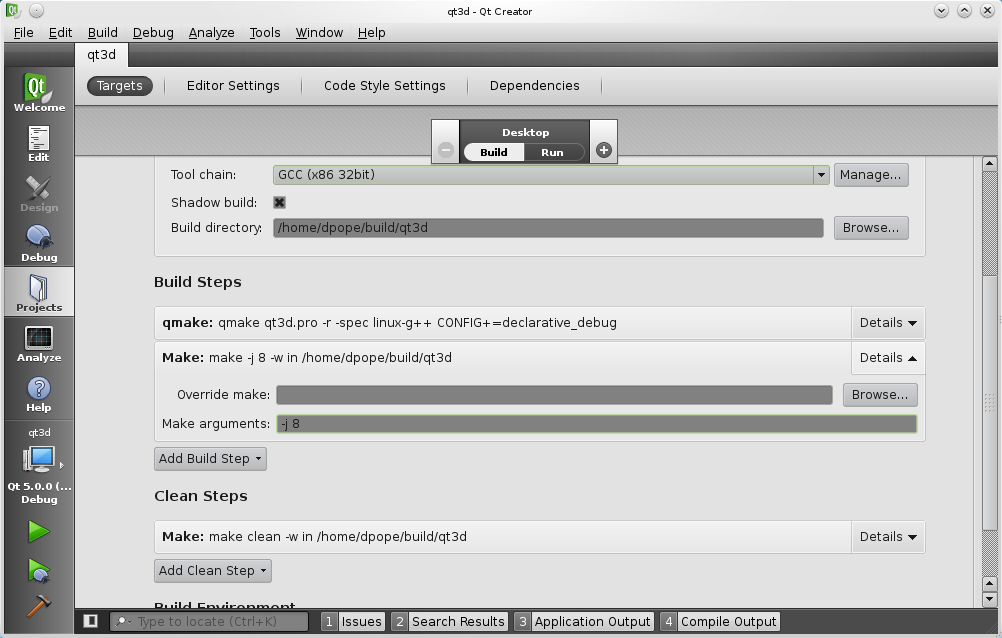 qt3d - Qt Creator
File Edit Build Debug Analyze Tools Window Help
qt3d
Targets Editor Settings Code Style Settings Dependencies
Desktop
Build Run
Qt
Welcome
Edit
Design
Debug
Projects
Analyze
Help
qt3d
Qt 5.0.0 (...
Debug
Tool chain: GCC (x86 32bit) Manage...
Shadow build:
Build directory: /home/dpope/build/qt3d Browse...
Build Steps
qmake: qmake qt3d.pro -r -spec linux-g++ CONFIG+=declarative_debug Details
Make: make -j 8 -w in /home/dpope/build/qt3d Details
Override make: Browse...
Make arguments: -j 8
Add Build Step
Clean Steps
Make: make clean -w in /home/dpope/build/qt3d Details
Add Clean Step
Build Environment
Type to locate (Ctrl+K) 1 Issues 2 Search Results 3 Application Output 4 Compile Output